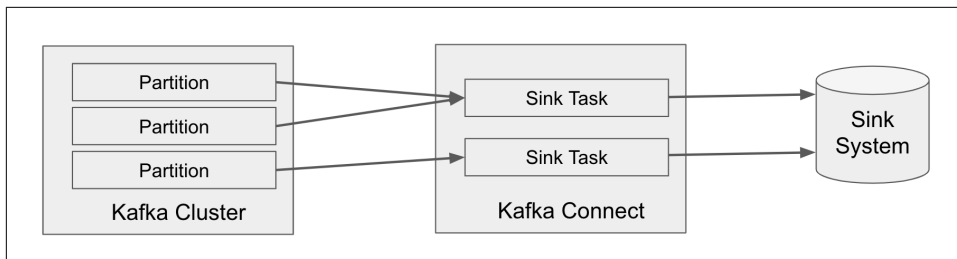 Partition
Partition
Partition
Kafka Cluster
Sink Task
Sink Task
Kafka Connect
Sink
System